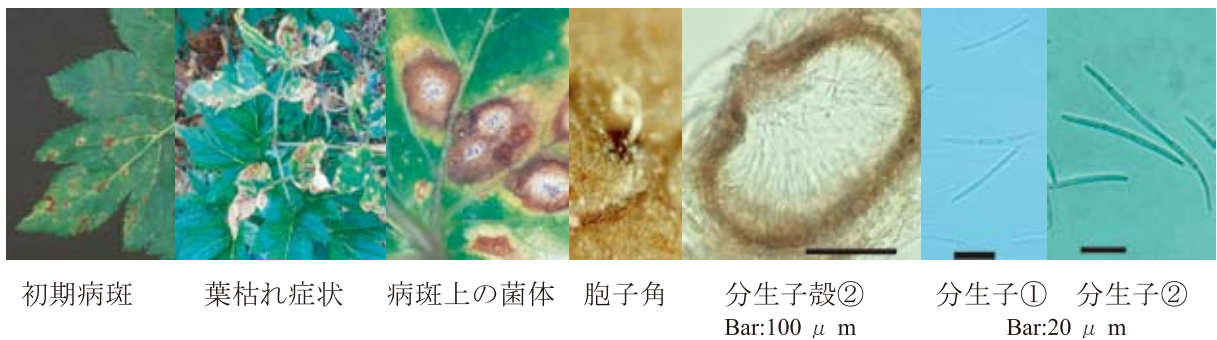 初期病斑 葉枯れ症状 病斑上の菌体 胞子角 分生子殻② 分生子① 分生子②
Bar:100 μ m Bar:20 μ m